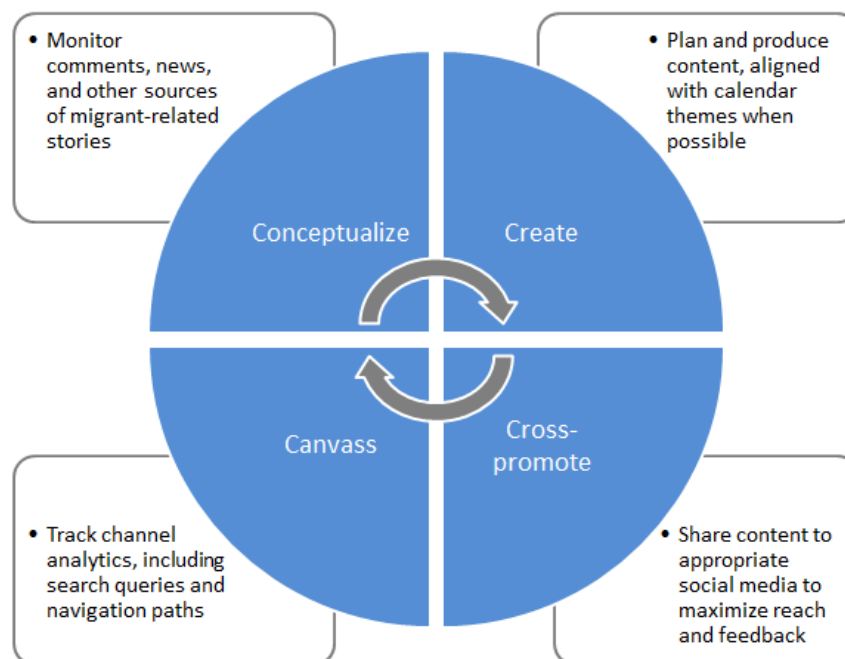 • Monitor
comments, news,
and other sources
of migrant-related
stories
• Plan and produce
content, aligned
with calendar
themes when
possible
Conceptualize
Create
Canvass
Cross-
promote
• Track channel
analytics, including
search queries and
navigation paths
• Share content to
appropriate
social media to
maximize reach
and feedback